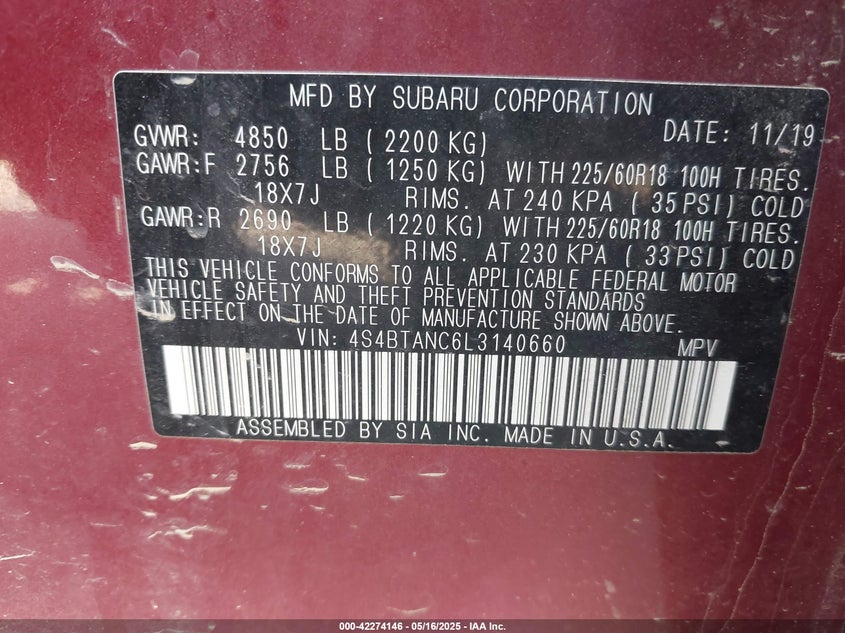 MFD BY SUBARU CORPORATION
GVWR: 4850 LB ( 2200 KG) DATE: 11/19
GAWR:F 2756 LB ( 1250 KG) WITH 225/60R18 100H TIRES.
18X7J RIMS. AT 240 KPA ( 35 PSI) COLD
GAWR:R 2690 LB ( 1220 KG) WITH 225/60R18 100H TIRES.
18X7J RIMS. AT 230 KPA ( 33 PSI) COLD
THIS VEHICLE CONFORMS TO ALL APPLICABLE FEDERAL MOTOR
VEHICLE SAFETY AND THEFT PREVENTION STANDARDS
IN EFFECT ON THE DATE OF MANUFACTURE SHOWN ABOVE.
VIN: 4S4BTANC6L3140660 MPV
ASSEMBLED BY SIA INC. MADE IN U.S.A.
000-42274146 - 05/16/2025 - IAA Inc.